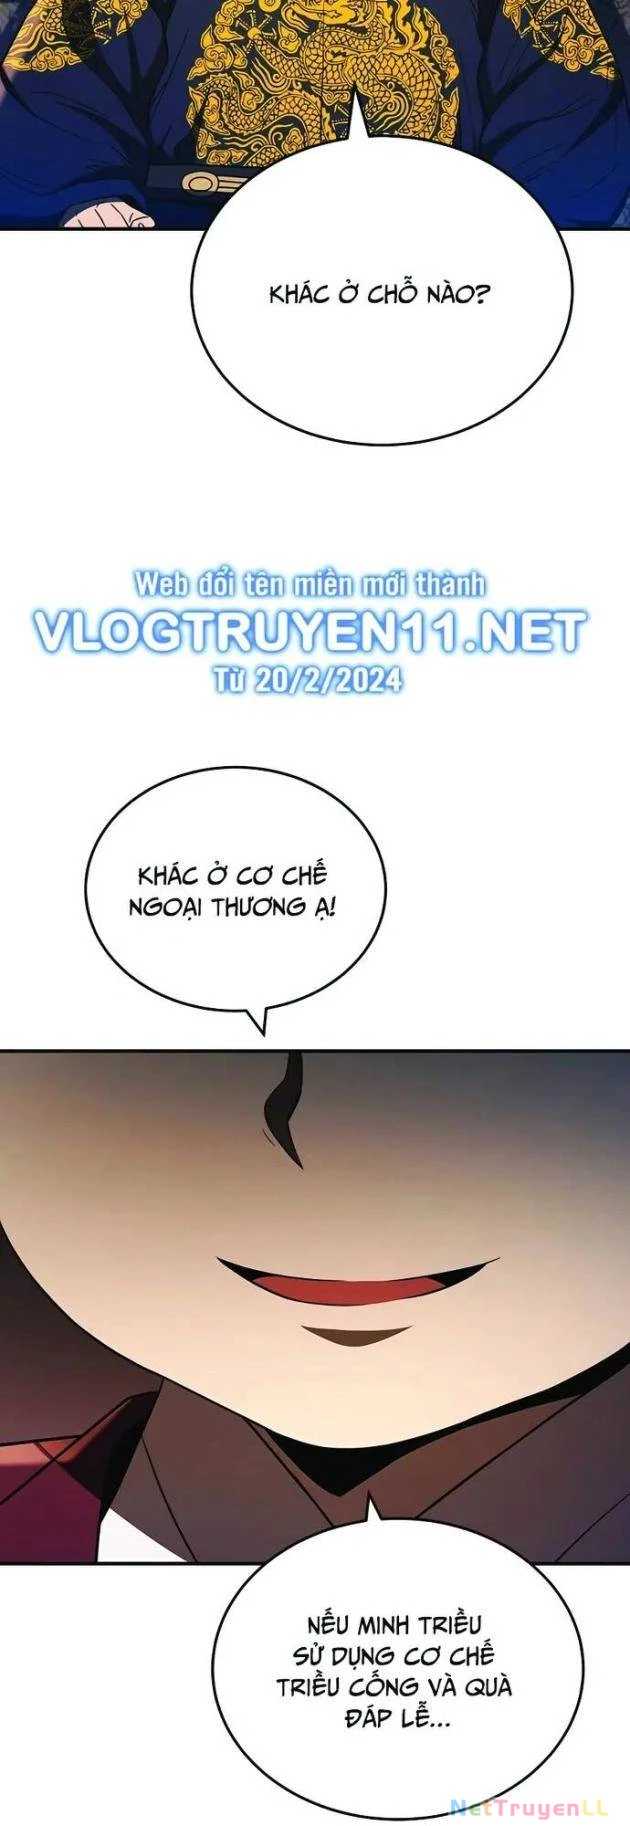 KHÁC Ở CHỖ NÀO?
Web đổi tên miền mới thành
VLOGTRUYEN11.NET
Từ 20/2/2024
KHÁC Ở CƠ CHẾ
NGOẠI THƯƠNG Ạ!
NẾU MINH TRIỀU
SỬ DỤNG CƠ CHẾ
TRIỀU CỐNG VÀ QUÀ
ĐÁP LỄ...
NetTruyenLL